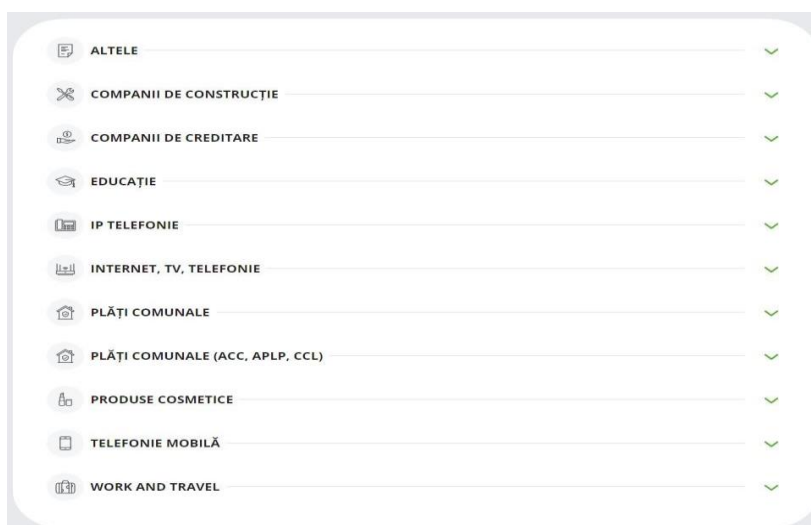 ALTELE
COMPANII DE CONSTRUCȚIE
COMPANII DE CREDITARE
EDUCAȚIE
IP TELEFONIE
INTERNET, TV, TELEFONIE
PLĂȚI COMUNALE
PLĂȚI COMUNALE (ACC, APLP, CCL)
PRODUSE COSMETICE
TELEFONIE MOBILĂ
WORK AND TRAVEL